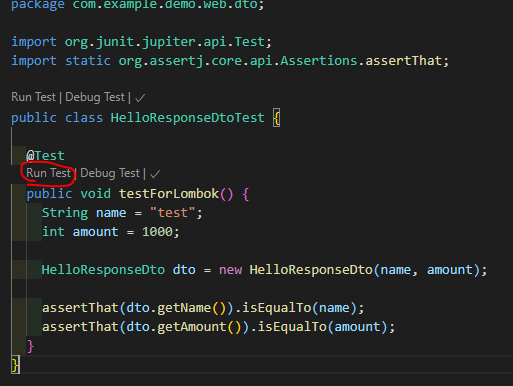 package com.example.demo.web.dto;
import org.junit.jupiter.api.Test;
import static org.assertj.core.api.Assertions.assertThat;
Run Test | Debug Test | ✓
public class HelloResponseDtoTest {
@Test
Run Test | Debug Test | ✓
public void testForLombok() {
String name = "test";
int amount = 1000;
HelloResponseDto dto = new HelloResponseDto(name, amount);
assertThat(dto.getName()).isEqualTo(name);
assertThat(dto.getAmount()).isEqualTo(amount);
}
}